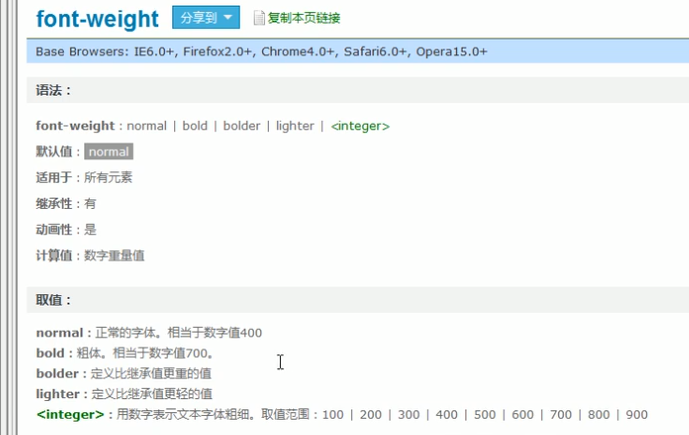 font-weight 分享到 复制本页链接
Base Browsers: IE6.0+, Firefox2.0+, Chrome4.0+, Safari6.0+, Opera15.0+
语法：
font-weight：normal | bold | bolder | lighter | <integer>
默认值：normal
适用于：所有元素
继承性：有
动画性：是
计算值：数字重量值
取值：
normal：正常的字体。相当于数字值400
bold：粗体。相当于数字值700。
bolder：定义比继承值更重的值
lighter：定义比继承值更轻的值
<integer>：用数字表示文本字体粗细。取值范围：100 | 200 | 300 | 400 | 500 | 600 | 700 | 800 | 900